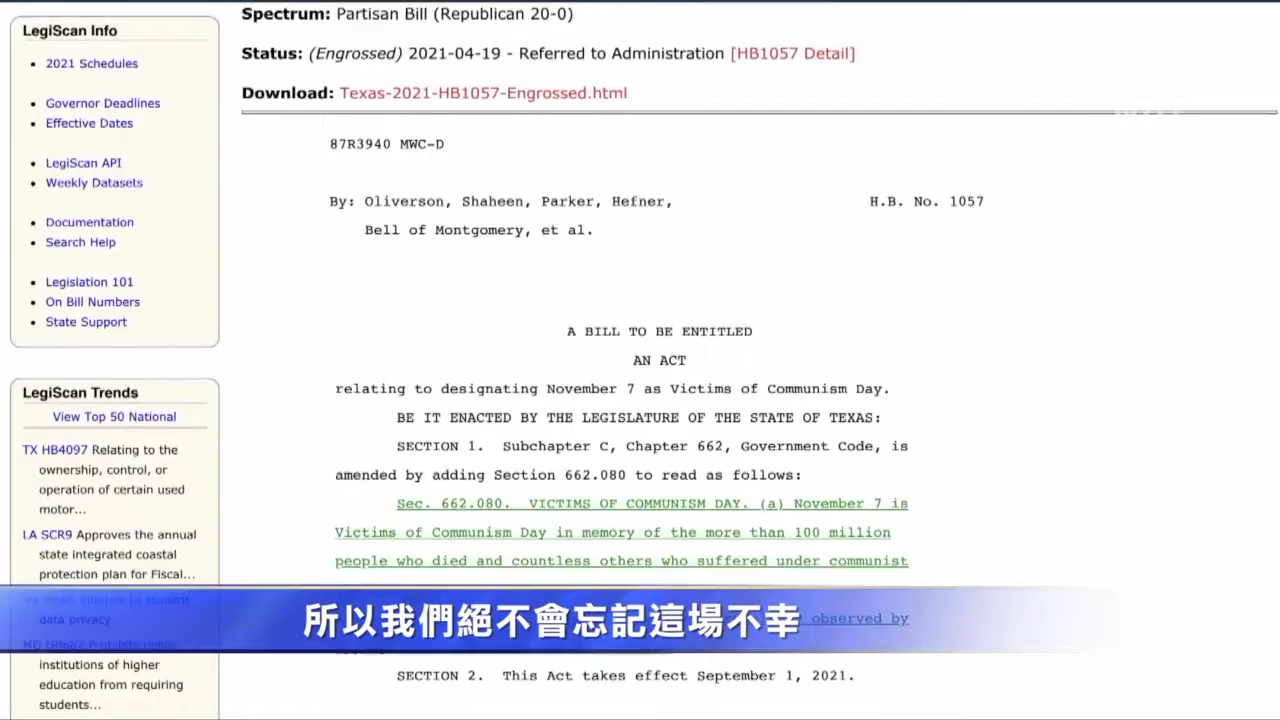 LegiScan Info
2021 Schedules
Governor Deadlines
Effective Dates
LegiScan API
Weekly Datasets
Documentation
Search Help
Legislation 101
On Bill Numbers
State Support
LegiScan Trends
View Top 50 National
TX HB4097 Relating to the
ownership, control, or
operation of certain used
motor...
LA SCR9 Approves the annual
state integrated coastal
protection plan for Fiscal...
data privacy
institutions of higher
education from requiring
students...
Spectrum: Partisan Bill (Republican 20-0)
Status: (Engrossed) 2021-04-19 - Referred to Administration [HB1057 Detail]
Download: Texas-2021-HB1057-Engrossed.html
87R3940 MWC-D
By: Oliverson, Shaheen, Parker, Hefner, H.B. No. 1057
Bell of Montgomery, et al.
A BILL TO BE ENTITLED
AN ACT
relating to designating November 7 as Victims of Communism Day.
BE IT ENACTED BY THE LEGISLATURE OF THE STATE OF TEXAS:
SECTION 1. Subchapter C, Chapter 662, Government Code, is
amended by adding Section 662.080 to read as follows:
Sec. 662.080. VICTIMS OF COMMUNISM DAY. (a) November 7 is
Victims of Communism Day in memory of the more than 100 million
people who died and countless others who suffered under communist
observed by
所以我們絕不會忘記這場不幸
SECTION 2. This Act takes effect September 1, 2021.